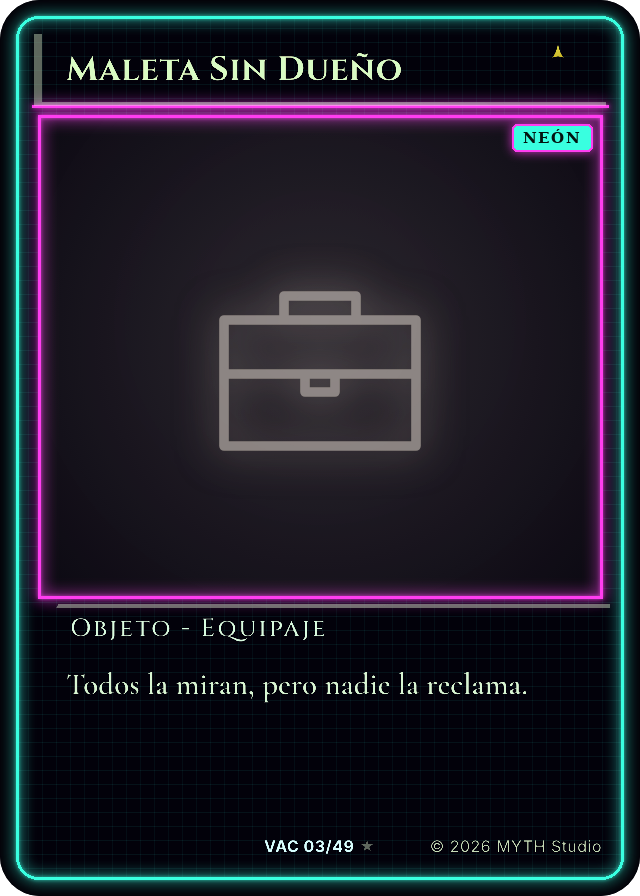 Maleta Sin Dueño
NEÓN
Objeto - Equipaje
Todos la miran, pero nadie la reclama.
VAC 03/49 ★
© 2026 MYTH Studio